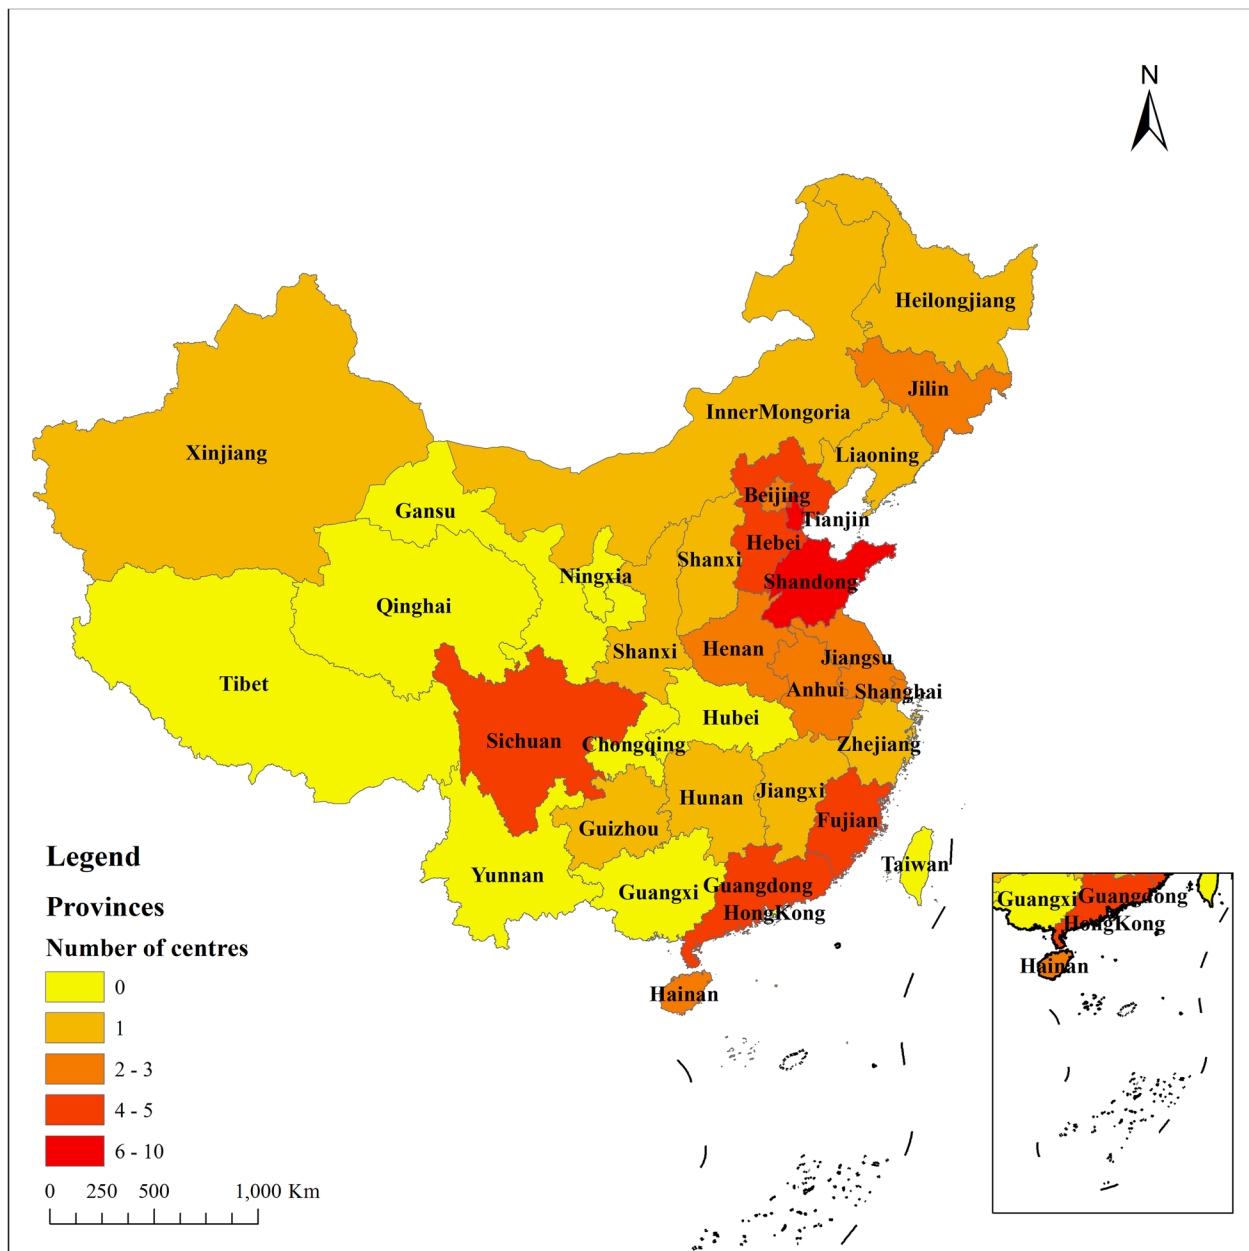 N
Heilongjiang
Jilin
InnerMongoria
Liaoning
Xinjiang
Beijing
Gansu
Tianjin
Hebei
Shanxi
Ningxia
Shandong
Qinghai
Henan
Shanxi
Jiangsu
Tibet
Anhui
Shanghai
Hubei
Sichuan
Chongqing
Zhejiang
Jiangxi
Hunan
Fujian
Guizhou
Taiwan
Yunnan
Guangxi
Guangdong
HongKong
Hainan
Guangxi
Guangdong
HongKong
Hainan
Legend
Provinces
Number of centres
0
1
2 - 3
4 - 5
6 - 10
0 250 500 1,000 Km